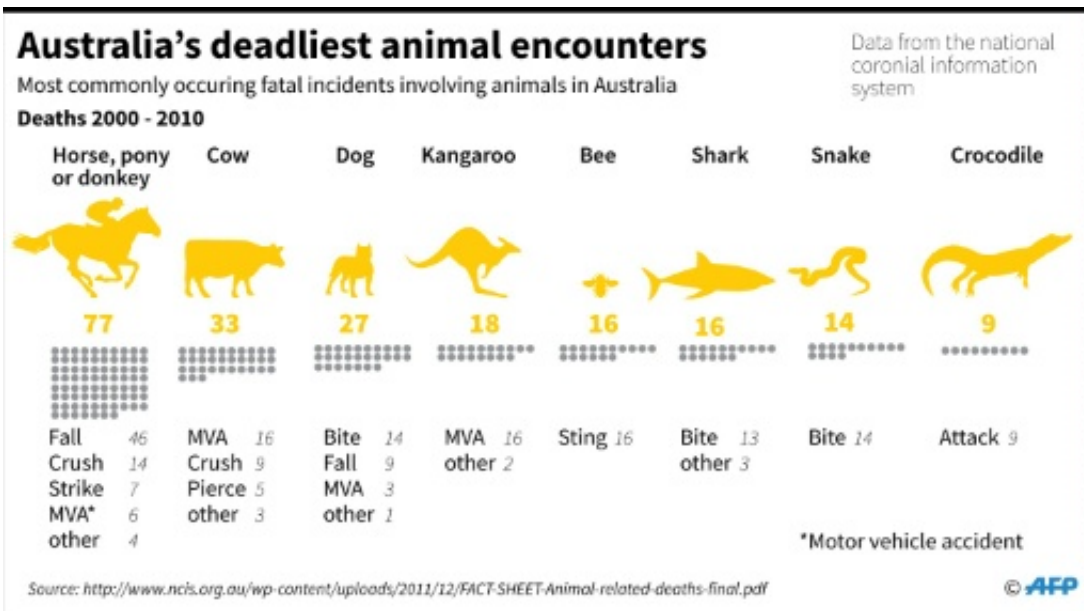 Australia's deadliest animal encounters
Most commonly occuring fatal incidents involving animals in Australia
Data from the national
coronial information
system
Deaths 2000 - 2010
Horse, pony
or donkey
Cow
Dog
Kangaroo
Bee
Shark
Snake
Crocodile
77
33
27
18
16
16
14
9
Fall 46
Crush 14
Strike 7
MVA* 6
other 4
MVA 16
Crush 9
Pierce 5
other 3
Bite 14
Fall 9
MVA 3
other 1
MVA 16
other 2
Sting 16
Bite 13
other 3
Bite 14
Attack 9
*Motor vehicle accident
Source: http://www.ncis.org.au/wp-content/uploads/2011/12/FACT-SHEET-Animal-related-deaths-final.pdf
© AFP